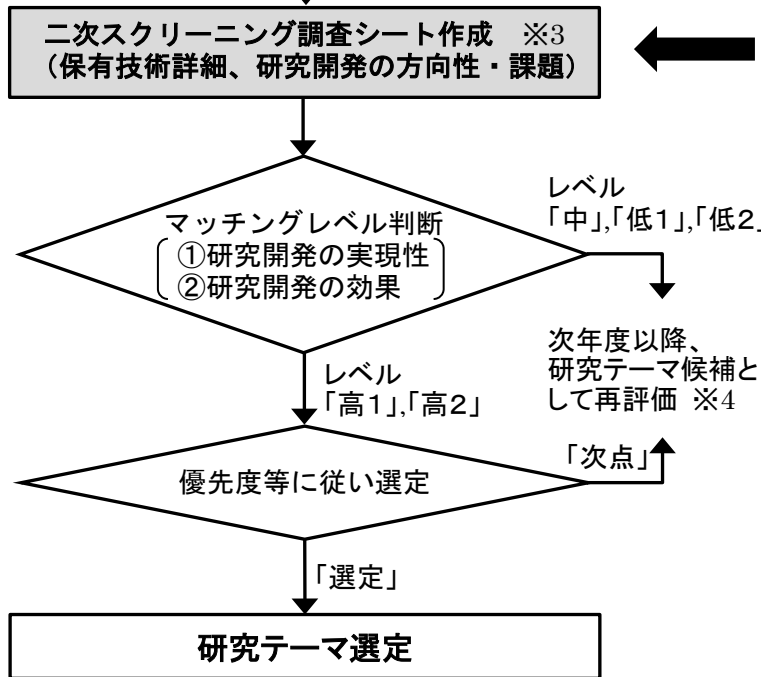 二次スクリーニング調査シート作成　※3
（保有技術詳細、研究開発の方向性・課題）
マッチングレベル判断
①研究開発の実現性
②研究開発の効果
レベル
「中」,「低1」,「低2」
次年度以降、
研究テーマ候補と
して再評価 ※4
レベル
「高1」,「高2」
優先度等に従い選定
「次点」
「選定」
研究テーマ選定